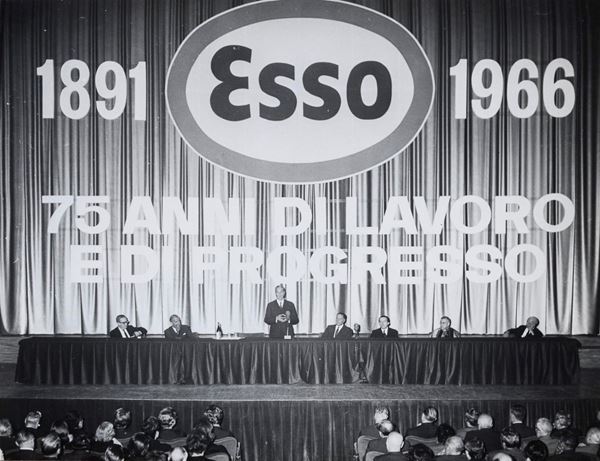 1891 Esso 1966
75 ANNI DI LAVORO
E DI PROGRESSO